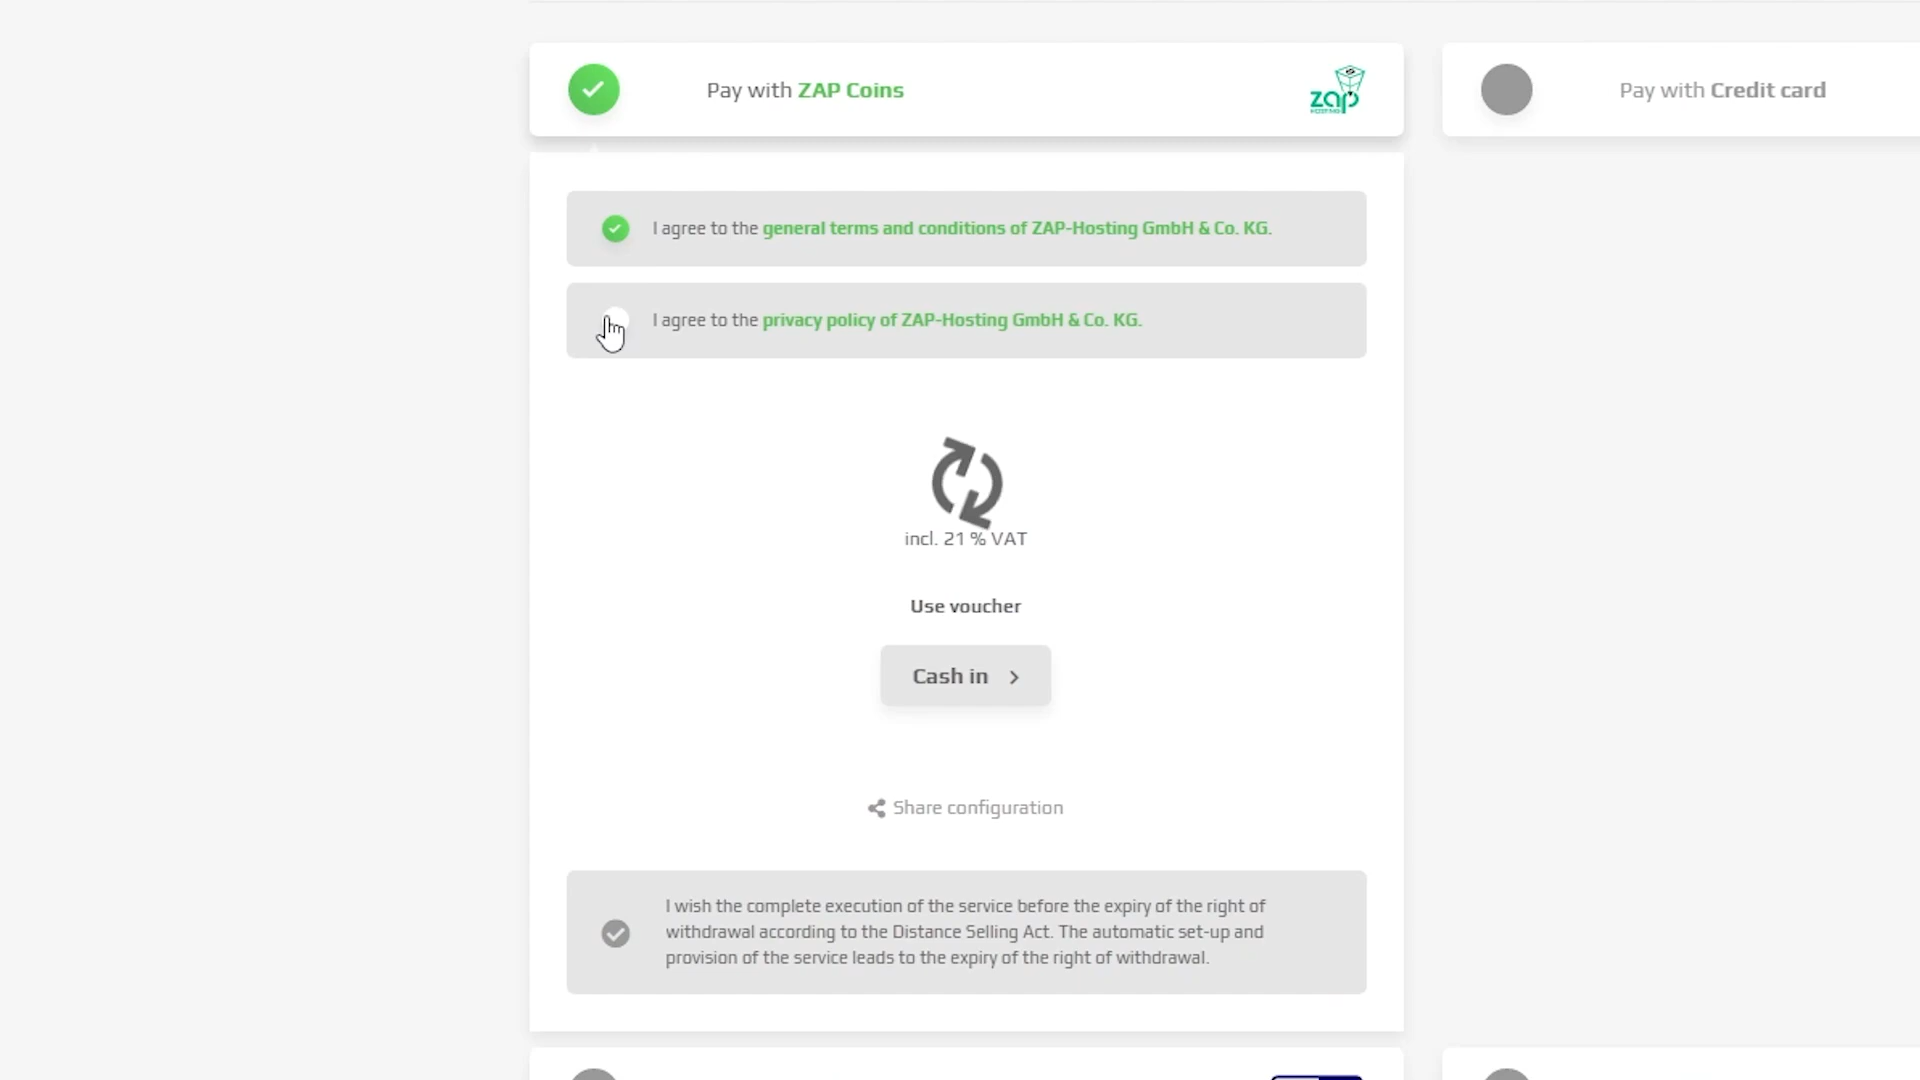 Pay with ZAP Coins
zap
HOSTING
Pay with Credit card
I agree to the general terms and conditions of ZAP-Hosting GmbH & Co. KG.
I agree to the privacy policy of ZAP-Hosting GmbH & Co. KG.
incl. 21 % VAT
Use voucher
Cash in
Share configuration
I wish the complete execution of the service before the expiry of the right of
withdrawal according to the Distance Selling Act. The automatic set-up and
provision of the service leads to the expiry of the right of withdrawal.